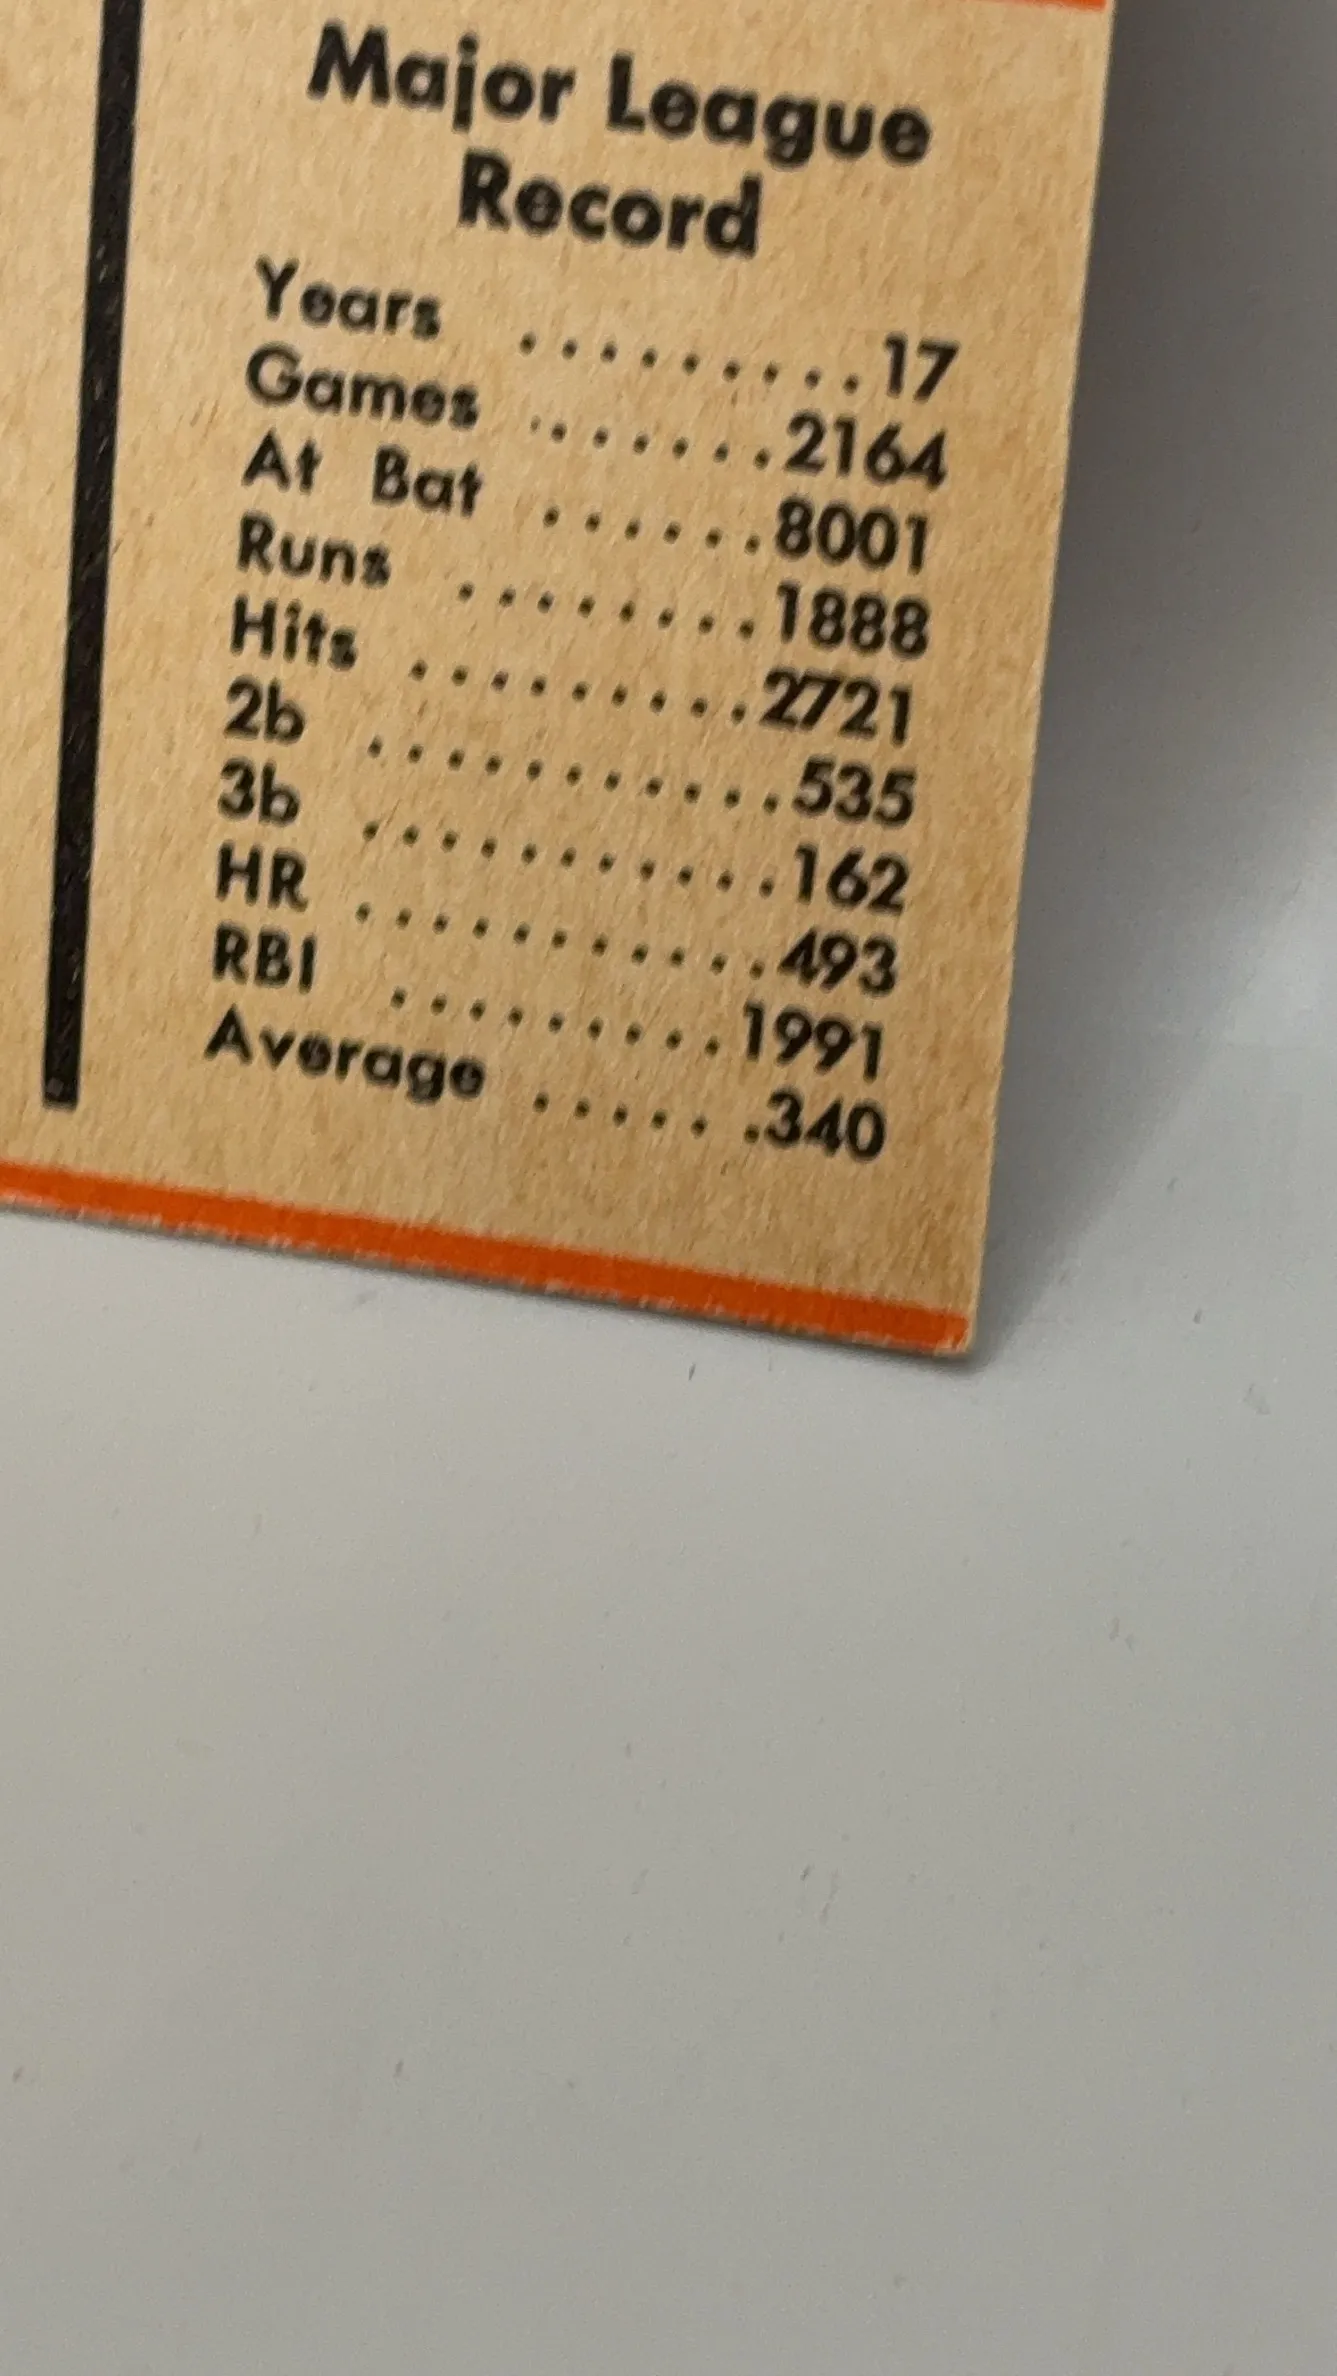 Major League
Record
Years ......... 17
Games ....... 2164
At Bat ...... 8001
Runs ........ 1888
Hits ......... 2721
2b ........... 535
3b ........... 162
HR ........... 493
RBI ......... 1991
Average ..... .340